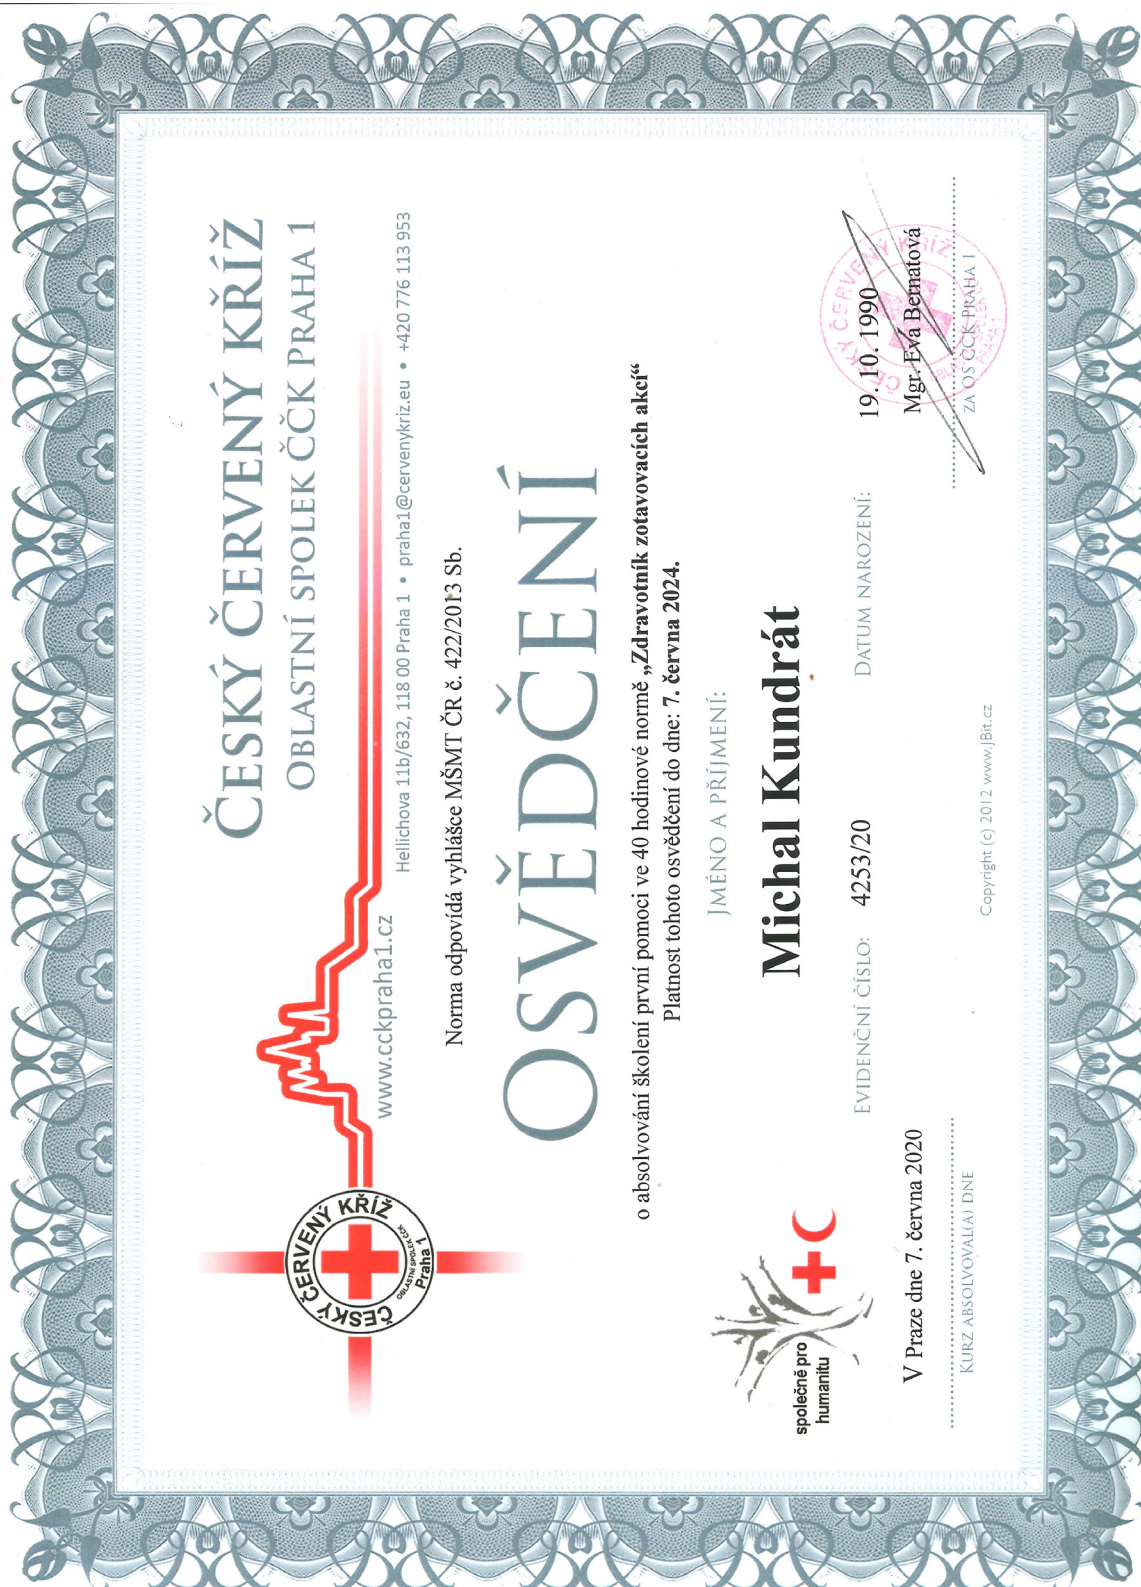 ČESKÝ ČERVENÝ KŘÍŽ
OBLASTNÍ SPOLEK ČČK PRAHA 1
ČESKÝ ČERVENÝ KŘÍŽ
OBLASTNÍ SPOLEK ČČK
Praha 1
www.cckpraha1.cz
Hellichova 11b/632, 118 00 Praha 1 • praha1@cervenykriz.eu • +420 776 113 953
Norma odpovídá vyhlášce MŠMT ČR č. 422/2013 Sb.
OSVĚDČENÍ
o absolvování školení první pomoci ve 40 hodinové normě „Zdravotník zotavovacích akcí“
Platnost tohoto osvědčení do dne: 7. června 2024.
JMÉNO A PŘÍJMENÍ:
Michal Kundrát
společně pro
humanitu
EVIDENČNÍ ČÍSLO: 4253/20
DATUM NAROZENÍ: 19. 10. 1990
V Praze dne 7. června 2020
Mgr. Eva Bernatová
KURZ ABSOLVOVAL(A) DNE
ZA OS ČČK PRAHA 1
ČESKÝ ČERVENÝ KŘÍŽ
PRAHA 1
Copyright (c) 2012 www.JBit.cz